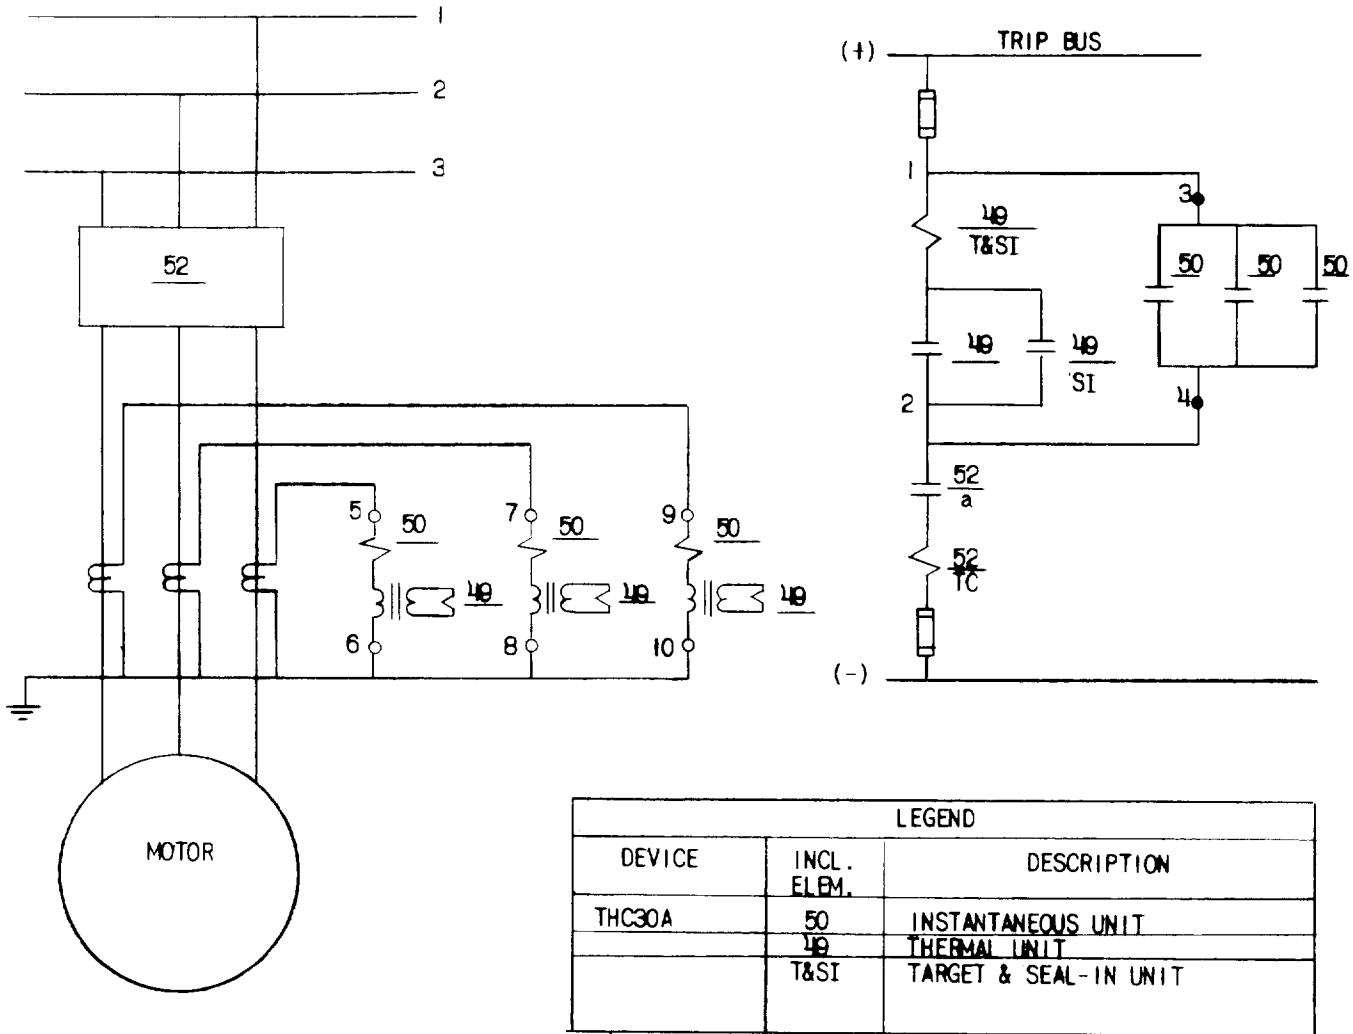 1
2
3
52
5
50
7
50
9
50
49
49
49
6
8
10
MOTOR
(+)
TRIP BUS
1
49
T&SI
3
50
50
50
49
49
SI
2
4
52
a
52
TC
(-)
LEGEND
DEVICE
INCL.
ELEM.
DESCRIPTION
THC30A
50
INSTANTANEOUS UNIT
49
THERMAL UNIT
T&SI
TARGET & SEAL-IN UNIT